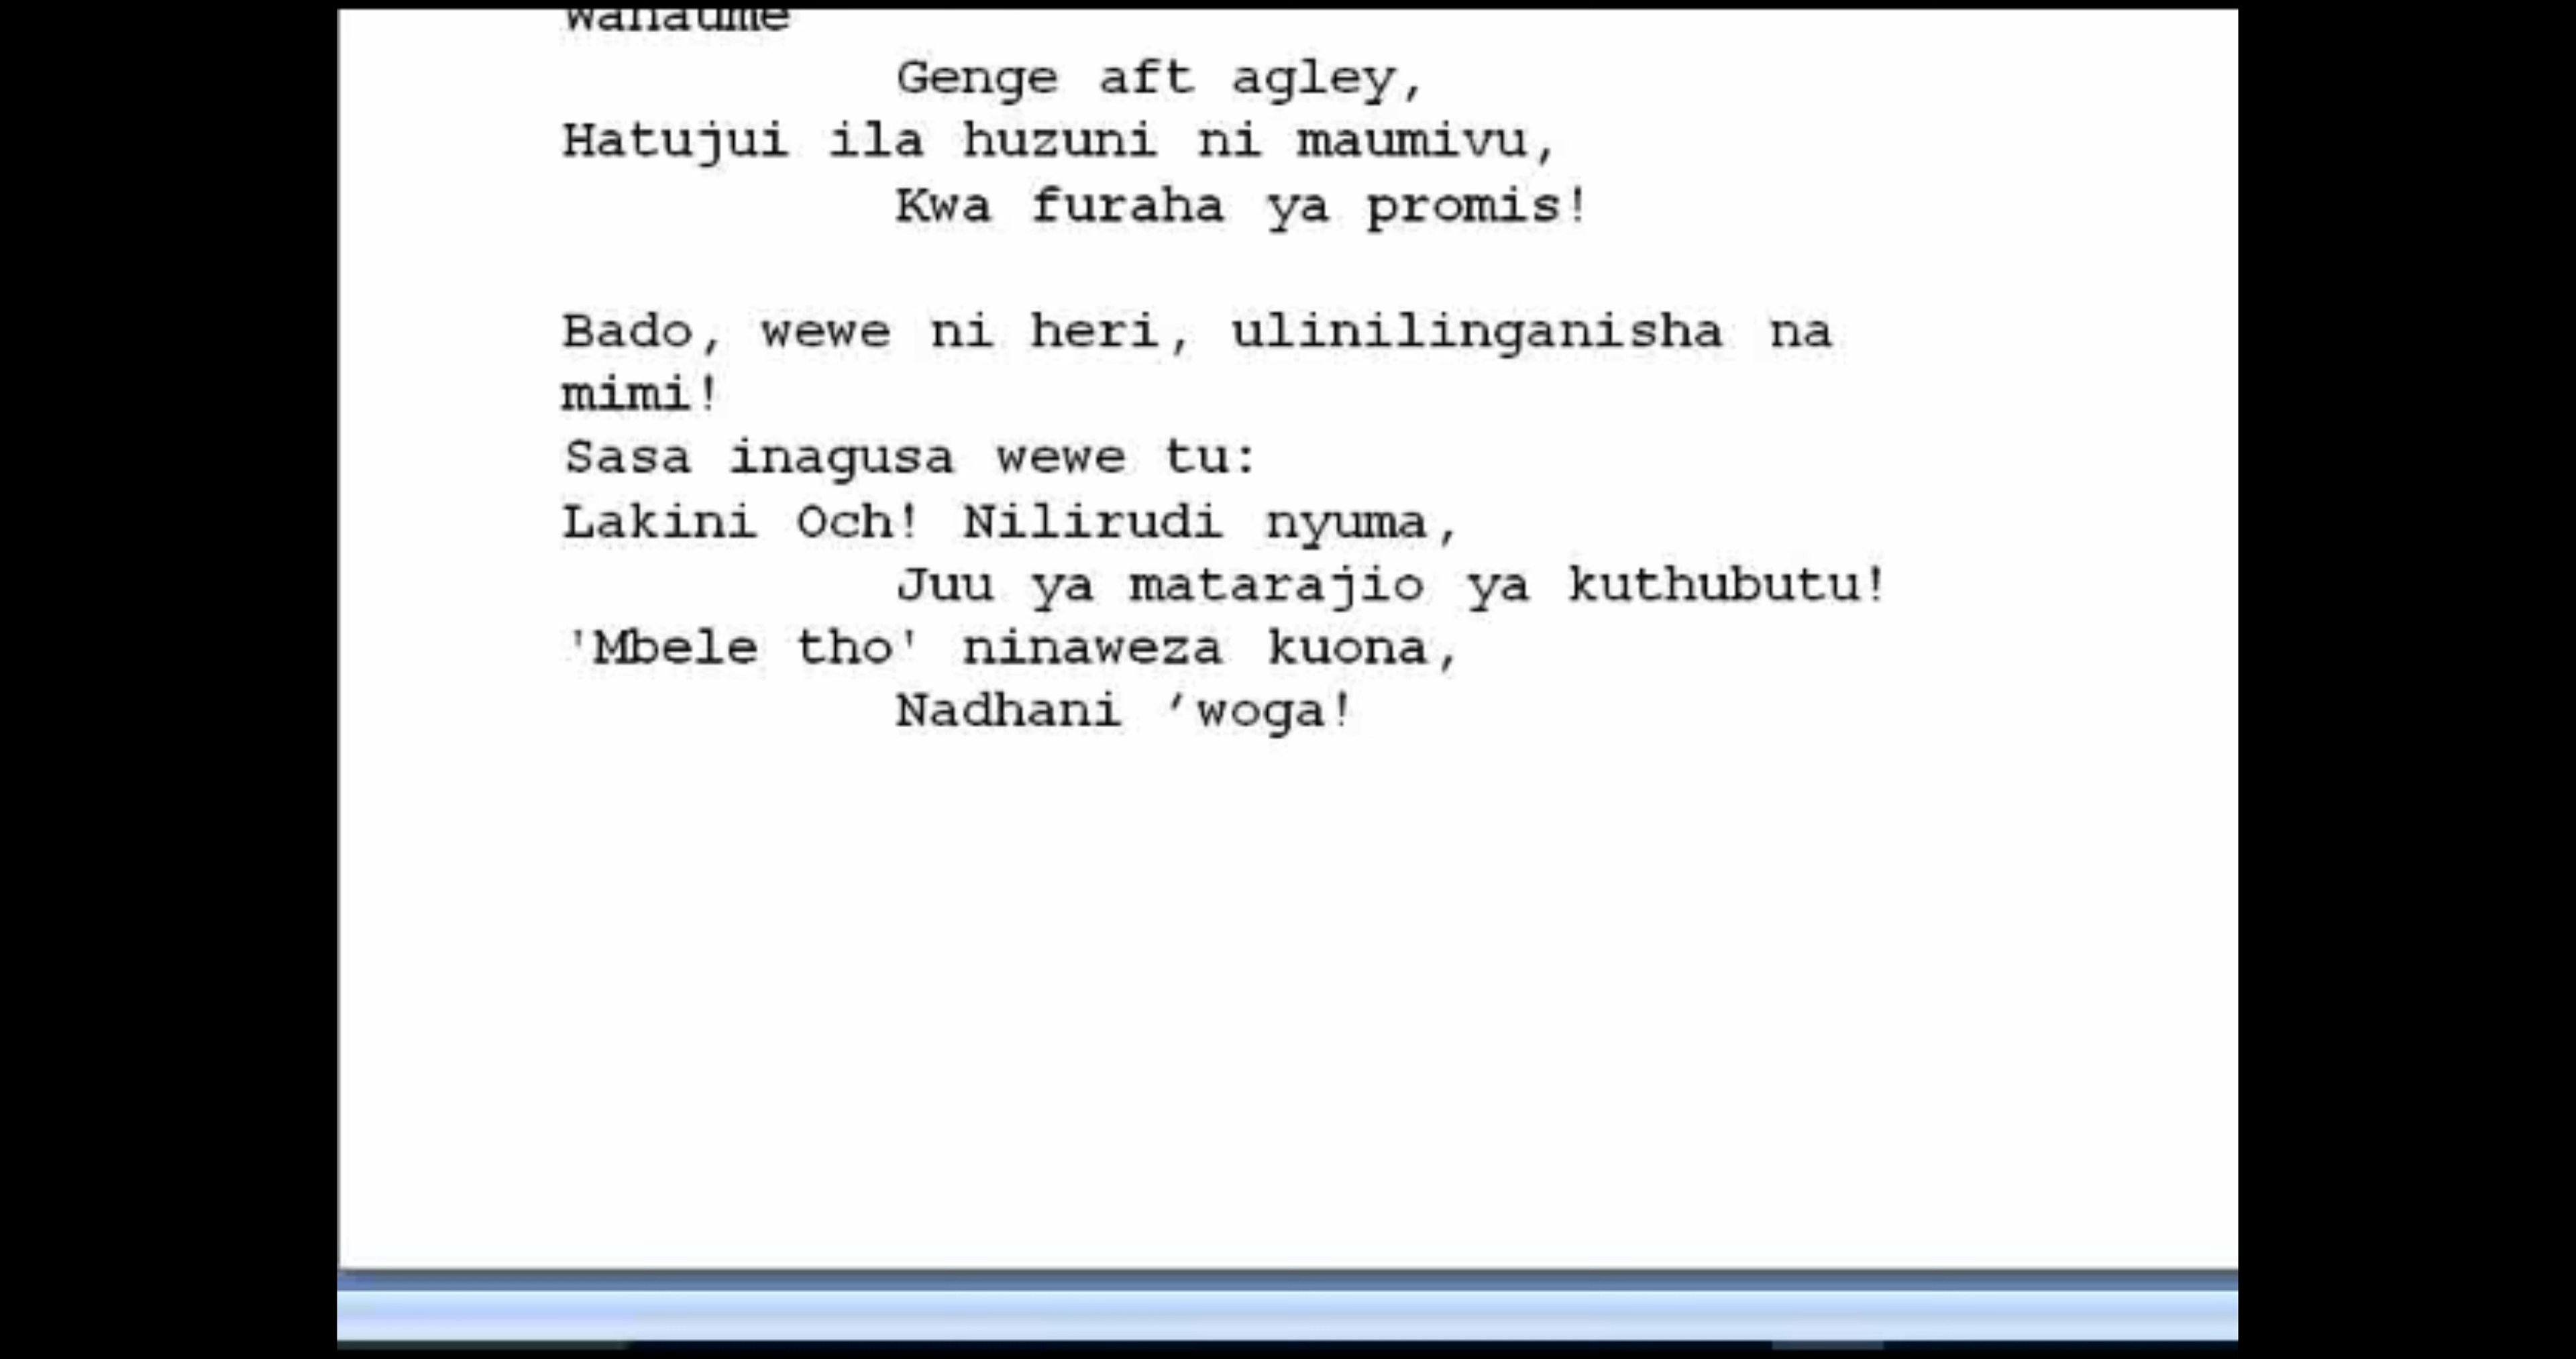 wanaume
Genge aft agley,
Hatujui ila huzuni ni maumivu,
Kwa furaha ya promis!
Bado, wewe ni heri, ulinilinganisha na
mimi!
Sasa inagusa wewe tu:
Lakini Och! Nilirudi nyuma,
Juu ya matarajio ya kuthubutu!
'Mbele tho' ninaweza kuona,
Nadhani ’woga!